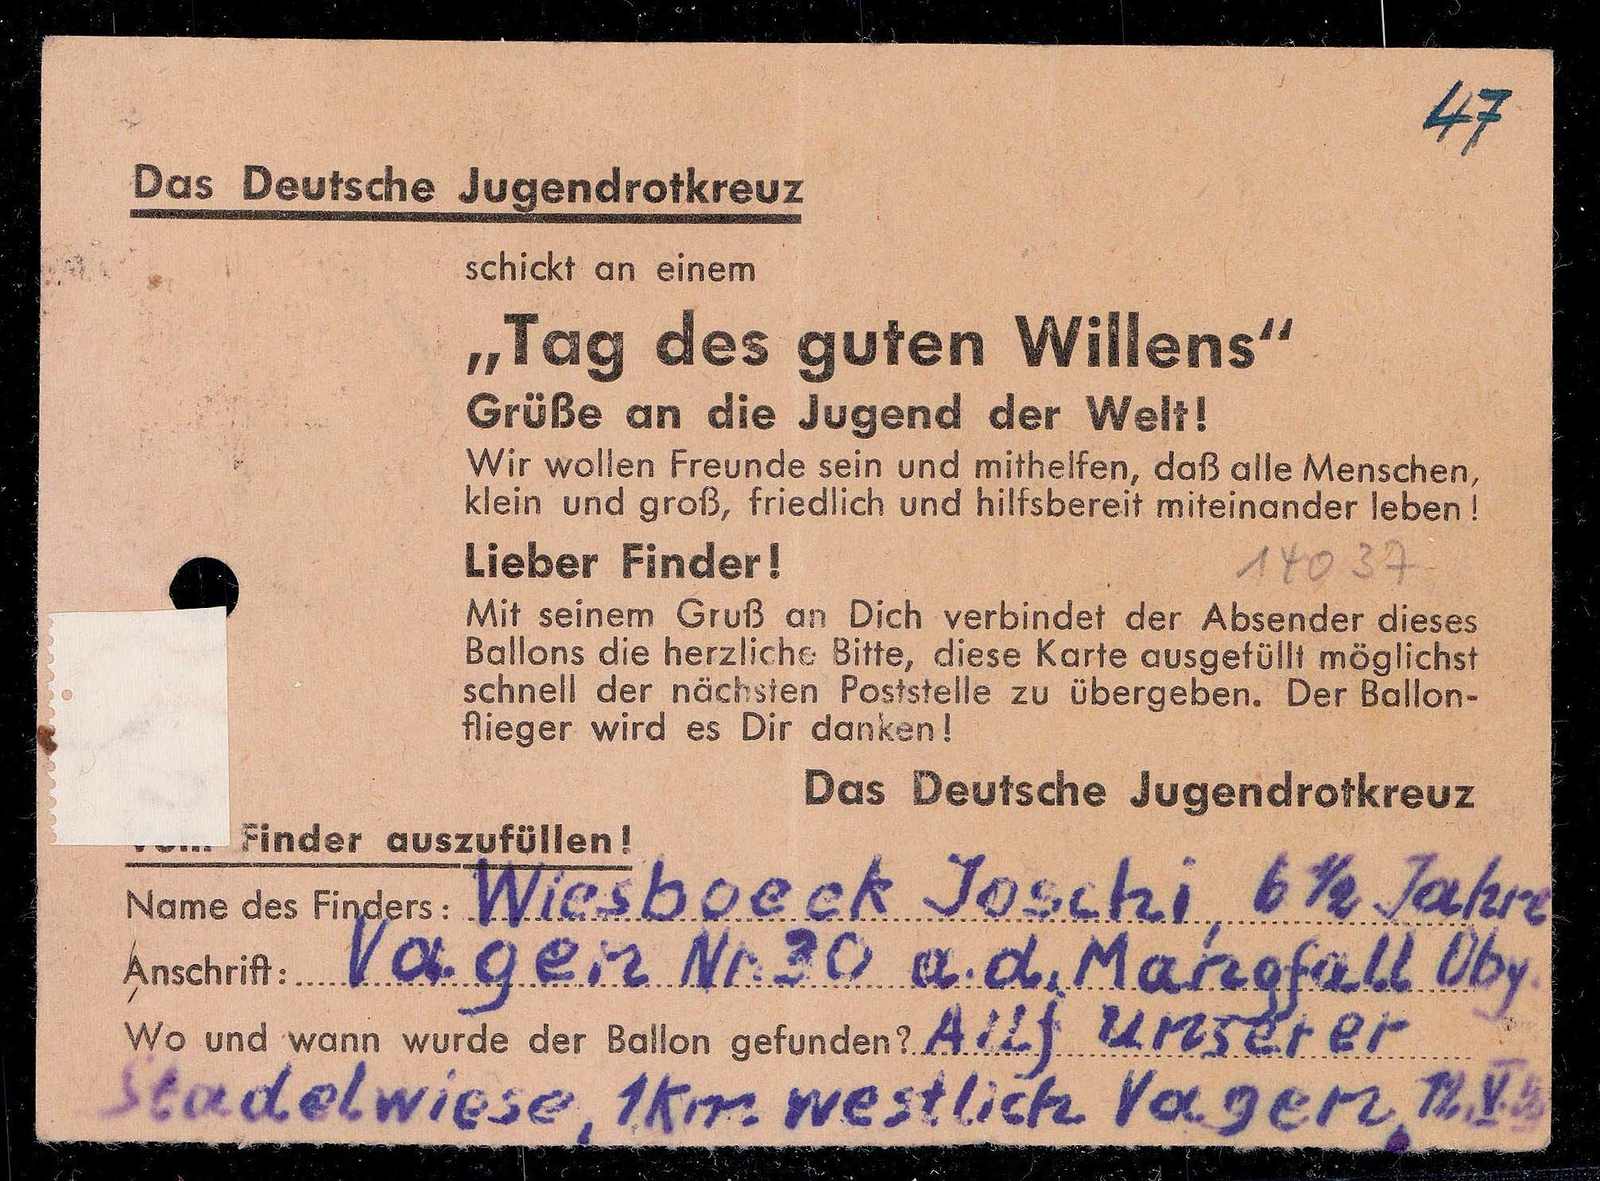 47
Das Deutsche Jugendrotkreuz
schickt an einem
„Tag des guten Willens“
Grüße an die Jugend der Welt!
Wir wollen Freunde sein und mithelfen, daß alle Menschen,
klein und groß, friedlich und hilfsbereit miteinander leben!
Lieber Finder!
14037
Mit seinem Gruß an Dich verbindet der Absender dieses
Ballons die herzliche Bitte, diese Karte ausgefüllt möglichst
schnell der nächsten Poststelle zu übergeben. Der Ballon-
flieger wird es Dir danken!
Das Deutsche Jugendrotkreuz
Vom Finder auszufüllen!
Name des Finders: Wiesboeck Joschi, 6 ½ Jahre
Anschrift: Vagen Nr. 30 a.d. Mangfall Oby.
Wo und wann wurde der Ballon gefunden? Auf unserer
Stadelwiese, 1 Km westlich Vagen, 12. V.